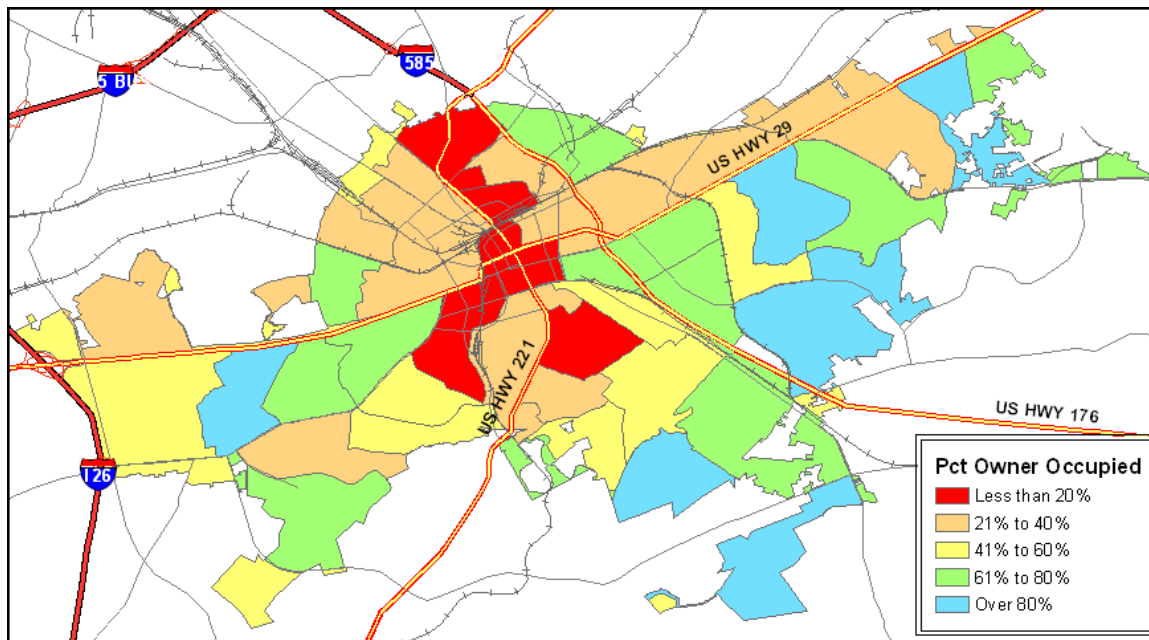 5 BU
585
US HWY 29
US HWY 221
US HWY 176
I 26
Pct Owner Occupied
Less than 20%
21% to 40%
41% to 60%
61% to 80%
Over 80%